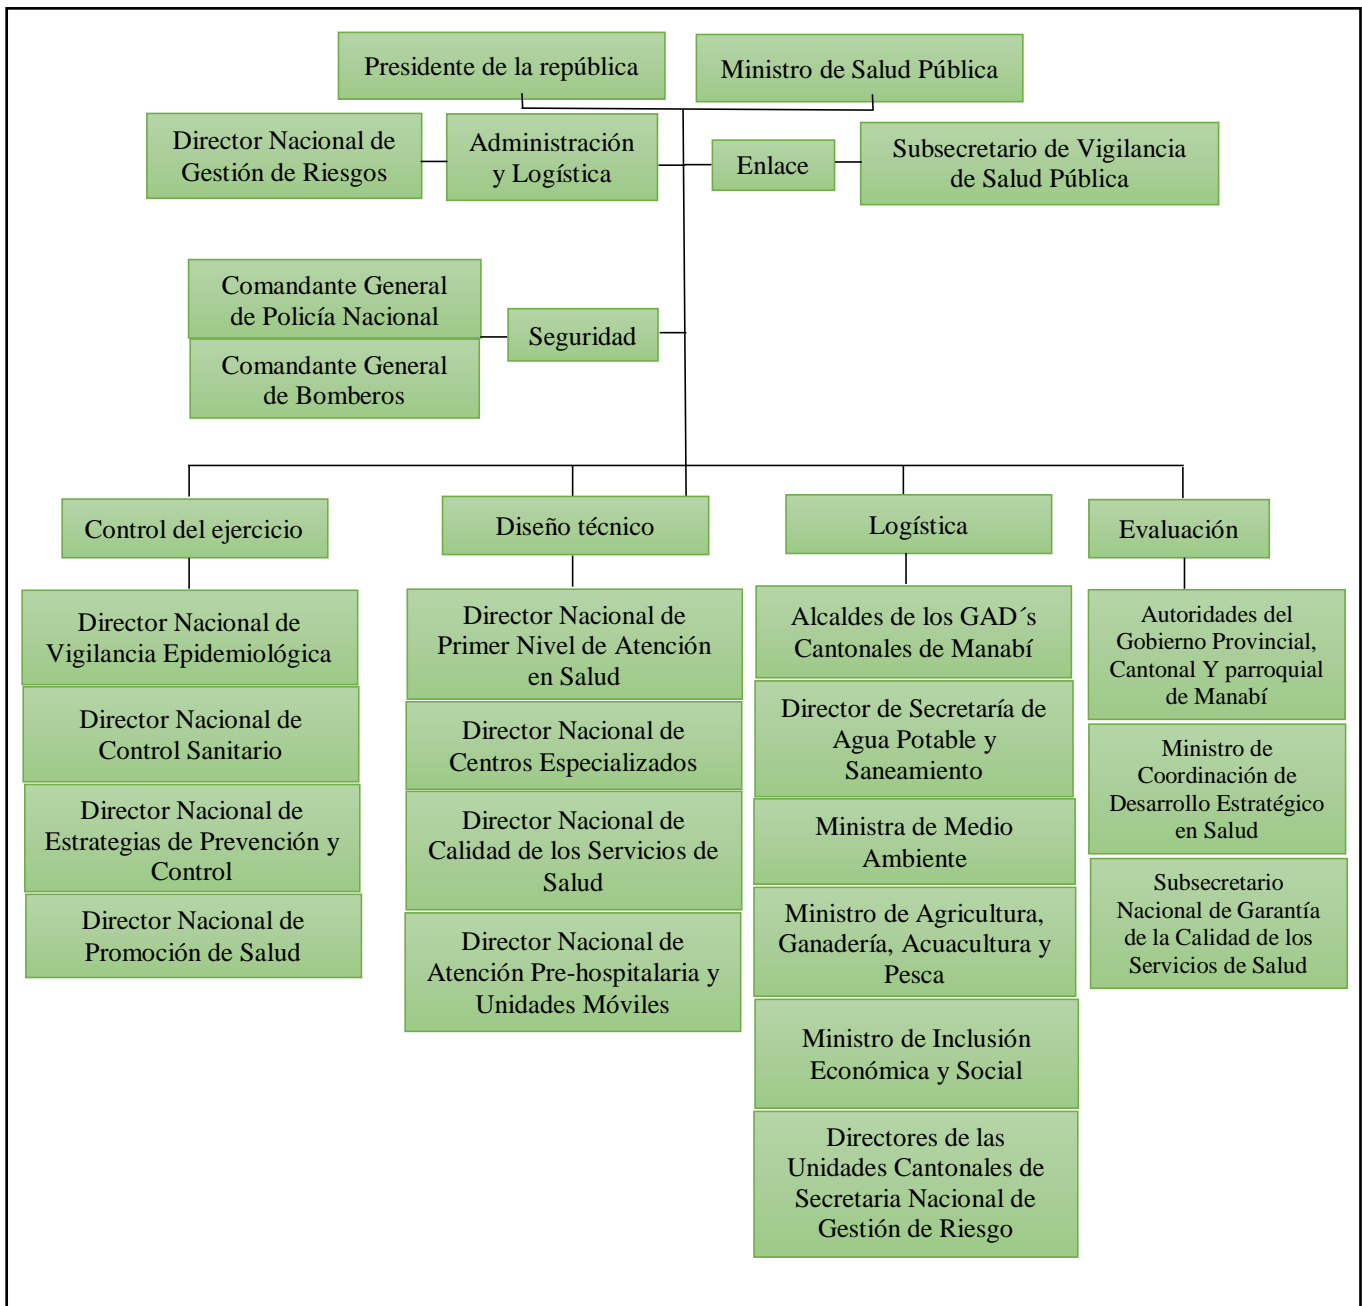 Presidente de la república
Ministro de Salud Pública
Director Nacional de
Gestión de Riesgos
Administración
y Logística
Enlace
Subsecretario de Vigilancia
de Salud Pública
Comandante General
de Policía Nacional
Comandante General
de Bomberos
Seguridad
Control del ejercicio
Director Nacional de
Vigilancia Epidemiológica
Director Nacional de
Control Sanitario
Director Nacional de
Estrategias de Prevención y
Control
Director Nacional de
Promoción de Salud
Diseño técnico
Director Nacional de
Primer Nivel de Atención
en Salud
Director Nacional de
Centros Especializados
Director Nacional de
Calidad de los Servicios de
Salud
Director Nacional de
Atención Pre-hospitalaria y
Unidades Móviles
Logística
Alcaldes de los GAD´s
Cantonales de Manabí
Director de Secretaría de
Agua Potable y
Saneamiento
Ministra de Medio
Ambiente
Ministro de Agricultura,
Ganadería, Acuacultura y
Pesca
Ministro de Inclusión
Económica y Social
Directores de las
Unidades Cantonales de
Secretaria Nacional de
Gestión de Riesgo
Evaluación
Autoridades del
Gobierno Provincial,
Cantonal Y parroquial
de Manabí
Ministro de
Coordinación de
Desarrollo Estratégico
en Salud
Subsecretario
Nacional de Garantía
de la Calidad de los
Servicios de Salud